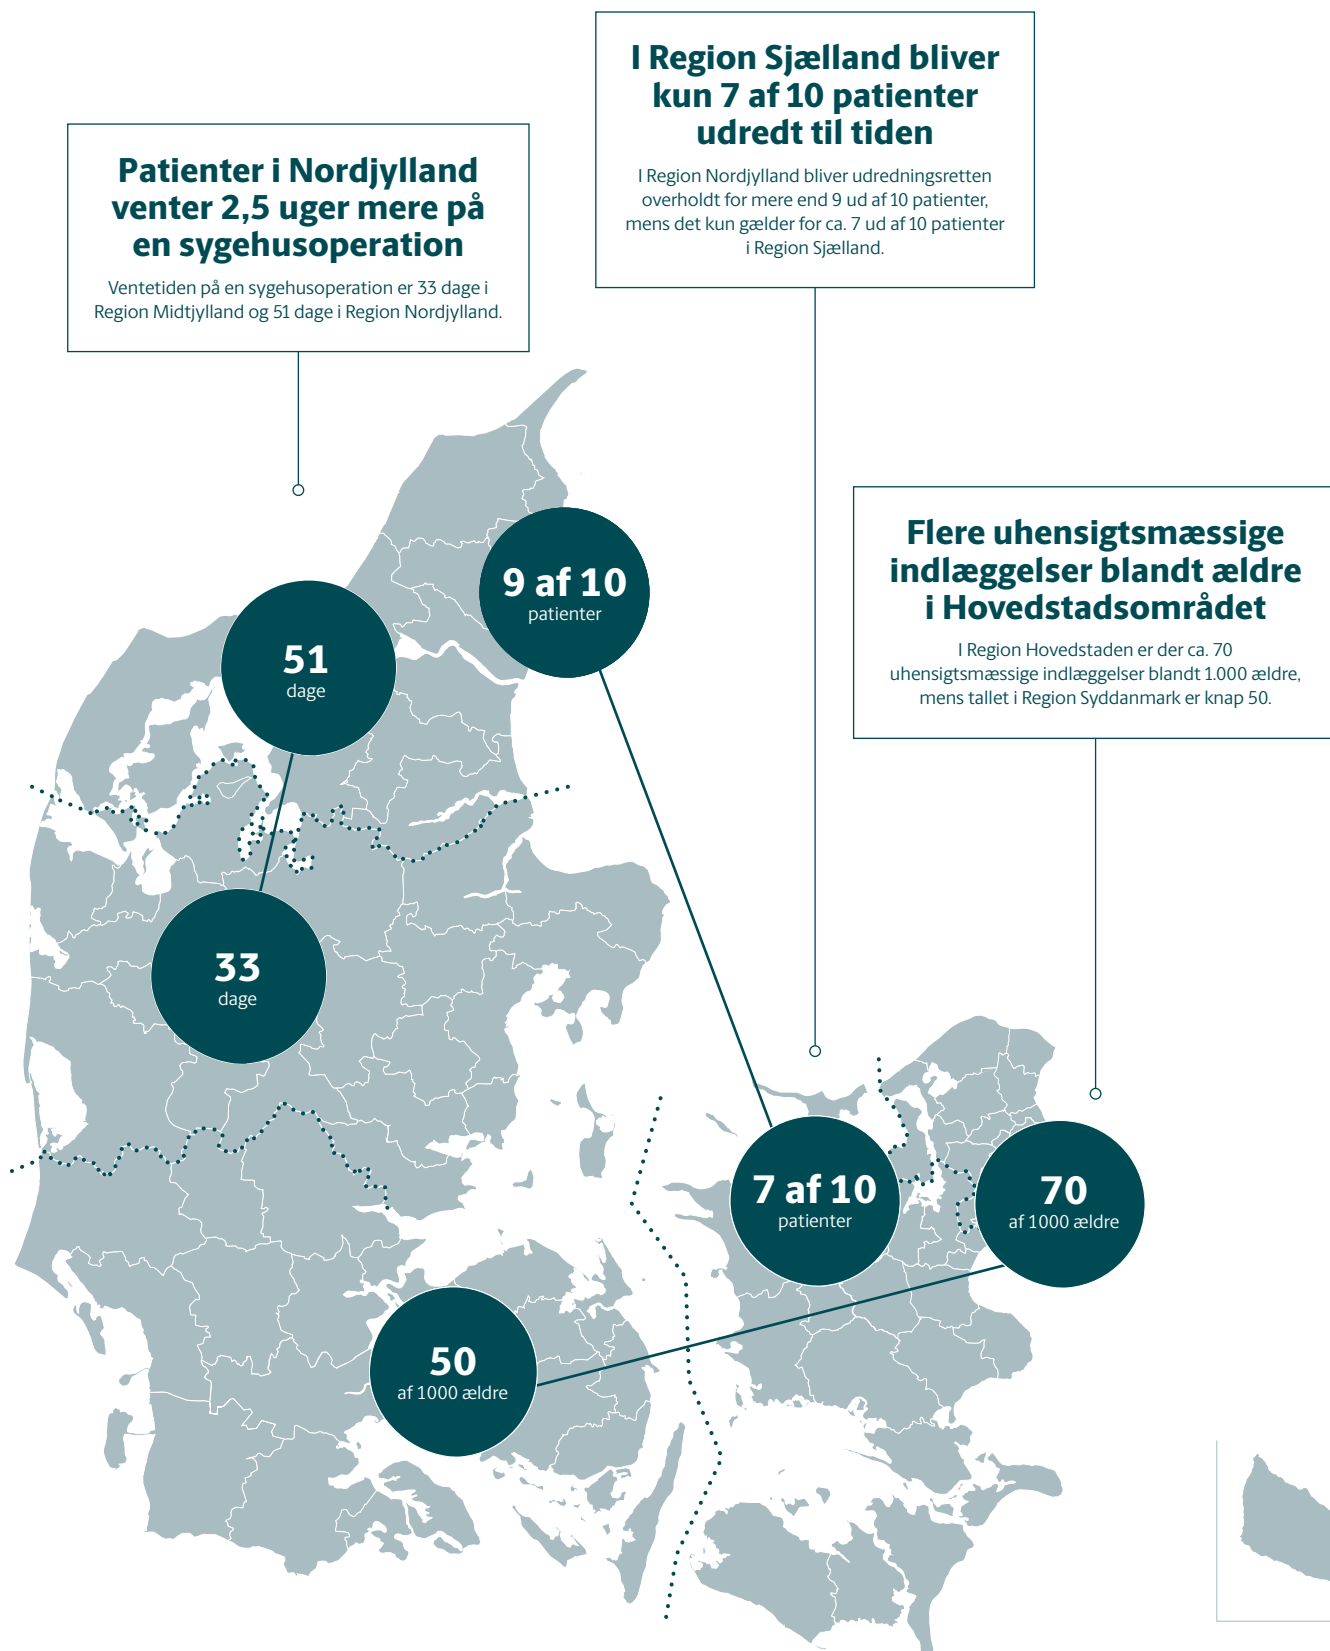 I Region Sjælland bliver
kun 7 af 10 patienter
udredt til tiden
I Region Nordjylland bliver udredningsretten
overholdt for mere end 9 ud af 10 patienter,
mens det kun gælder for ca. 7 ud af 10 patienter
i Region Sjælland.
Patienter i Nordjylland
venter 2,5 uger mere på
en sygehusoperation
Ventetiden på en sygehusoperation er 33 dage i
Region Midtjylland og 51 dage i Region Nordjylland.
Flere uhensigtsmæssige
indlæggelser blandt ældre
i Hovedstadsområdet
I Region Hovedstaden er der ca. 70
uhensigtsmæssige indlæggelser blandt 1.000 ældre,
mens tallet i Region Syddanmark er knap 50.
9 af 10
patienter
51
dage
33
dage
7 af 10
patienter
70
af 1000 ældre
50
af 1000 ældre